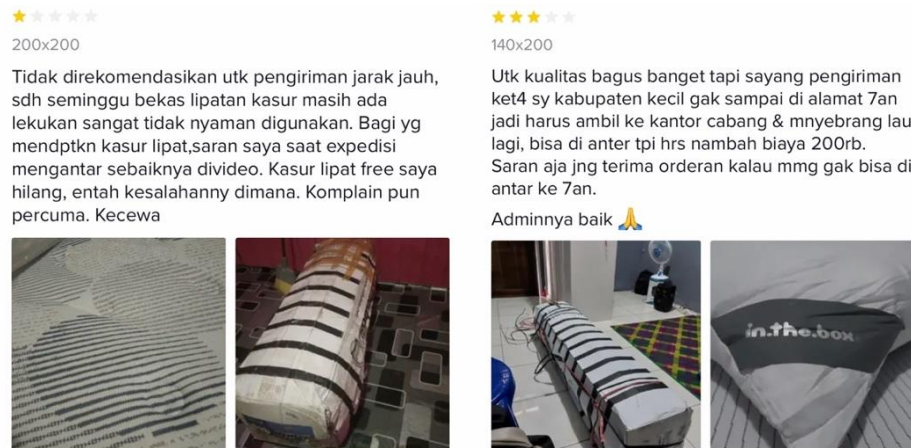 200x200
Tidak direkomendasikan utk pengiriman jarak jauh,
sdh seminggu bekas lipatan kasur masih ada
lekukan sangat tidak nyaman digunakan. Bagi yg
mendptkn kasur lipat,saran saya saat expedisi
mengantar sebaiknya divideo. Kasur lipat free saya
hilang, entah kesalahanny dimana. Komplain pun
percuma. Kecewa
140x200
Utk kualitas bagus banget tapi sayang pengiriman
ket4 sy kabupaten kecil gak sampai di alamat 7an
jadi harus ambil ke kantor cabang & mnyebrang lau
lagi, bisa di anter tpi hrs nambah biaya 200rb.
Saran aja jng terima orderan kalau mmg gak bisa di
antar ke 7an.
Adminnya baik 🙏
in.the.box